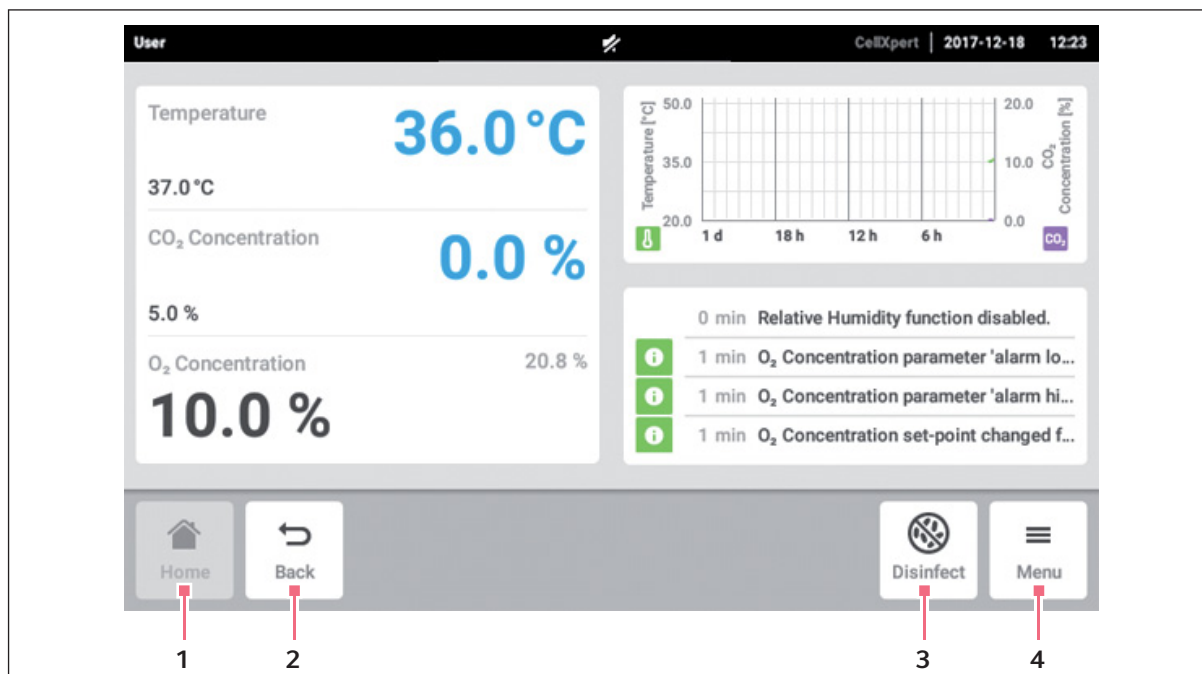 User CellXpert | 2017-12-18 12:23
Temperature 36.0 °C
37.0 °C
CO₂ Concentration 0.0 %
5.0 %
O₂ Concentration 20.8 %
10.0 %
Temperature [°C]
50.0
35.0
20.0
20.0
10.0
0.0
CO₂
Concentration [%]
1 d 18 h 12 h 6 h
CO₂
0 min Relative Humidity function disabled.
1 min O₂ Concentration parameter 'alarm lo...
1 min O₂ Concentration parameter 'alarm hi...
1 min O₂ Concentration set-point changed f...
Home Back Disinfect Menu
1 2 3 4